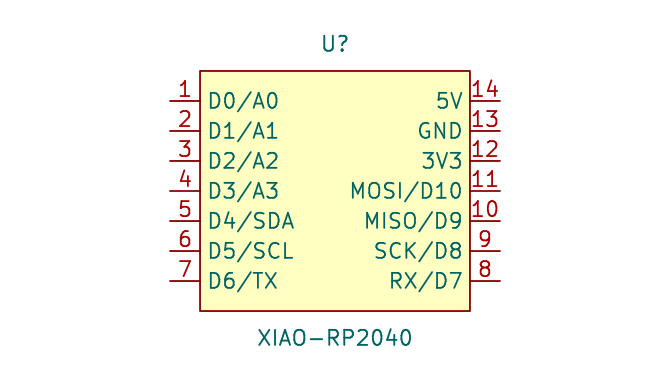 U?
1 D0/A0 5V 14
2 D1/A1 GND 13
3 D2/A2 3V3 12
4 D3/A3 MOSI/D10 11
5 D4/SDA MISO/D9 10
6 D5/SCL SCK/D8 9
7 D6/TX RX/D7 8
XIAO-RP2040